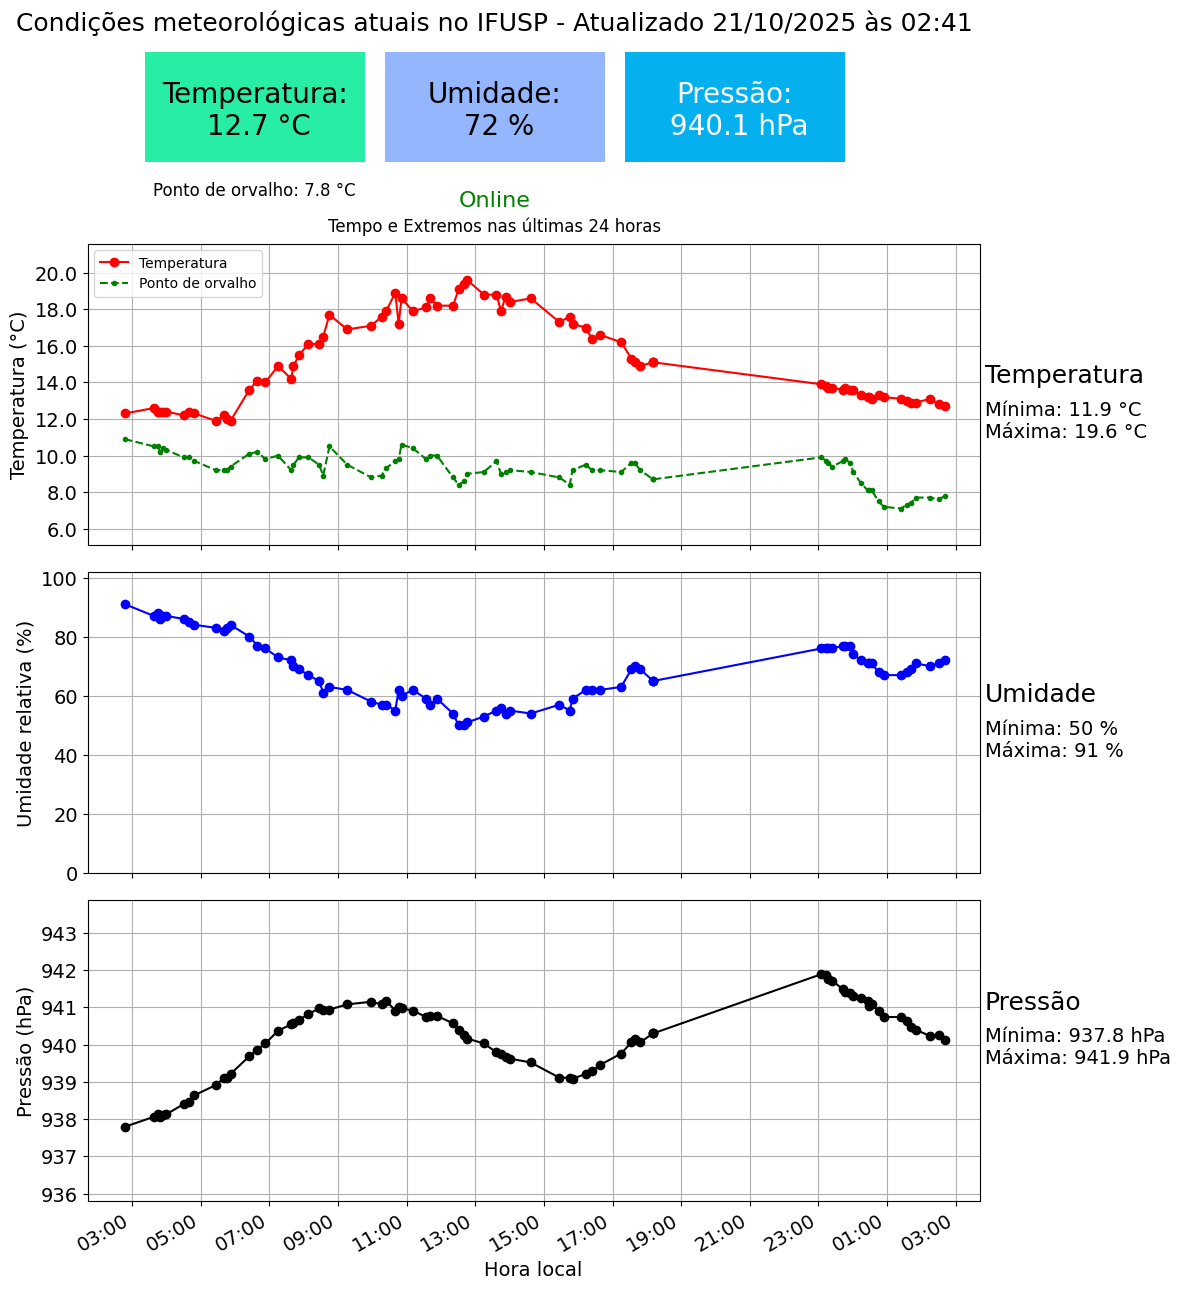 Condições meteorológicas atuais no IFUSP - Atualizado 21/10/2025 às 02:41
Temperatura:
12.7 °C
Umidade:
72 %
Pressão:
940.1 hPa
Ponto de orvalho: 7.8 °C
Online
Tempo e Extremos nas últimas 24 horas
Temperatura
Ponto de orvalho
Temperatura (°C)
20.0
18.0
16.0
14.0
12.0
10.0
8.0
6.0
Temperatura
Mínima: 11.9 °C
Máxima: 19.6 °C
Umidade relativa (%)
100
80
60
40
20
0
Umidade
Mínima: 50 %
Máxima: 91 %
Pressão (hPa)
943
942
941
940
939
938
937
936
Pressão
Mínima: 937.8 hPa
Máxima: 941.9 hPa
03:00
05:00
07:00
09:00
11:00
13:00
15:00
17:00
19:00
21:00
23:00
01:00
03:00
Hora local